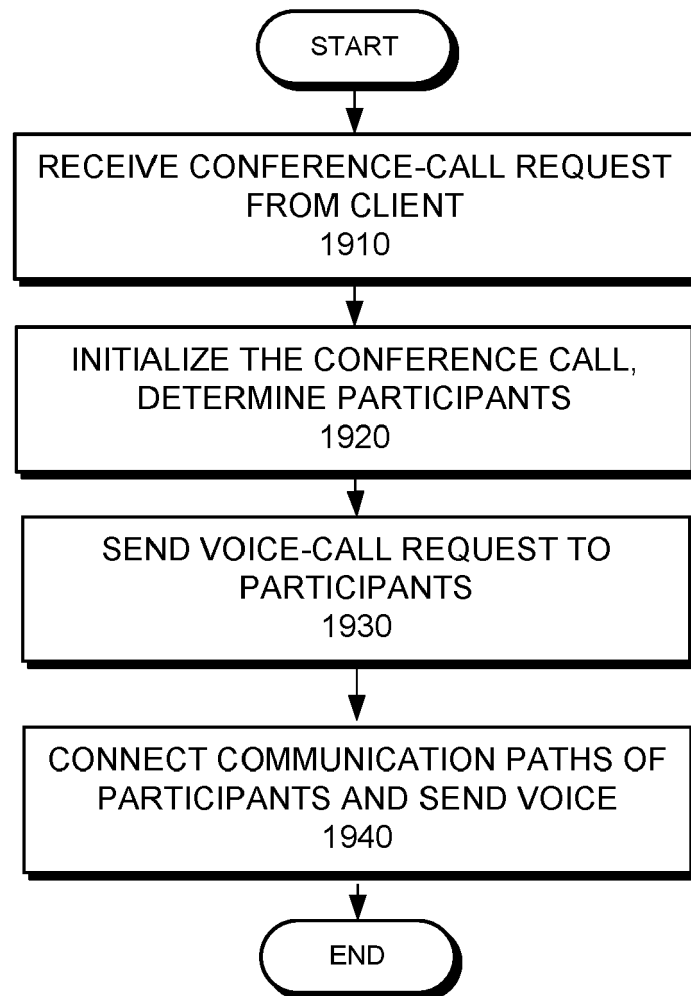 START
RECEIVE CONFERENCE-CALL REQUEST
FROM CLIENT
1910
INITIALIZE THE CONFERENCE CALL,
DETERMINE PARTICIPANTS
1920
SEND VOICE-CALL REQUEST TO
PARTICIPANTS
1930
CONNECT COMMUNICATION PATHS OF
PARTICIPANTS AND SEND VOICE
1940
END